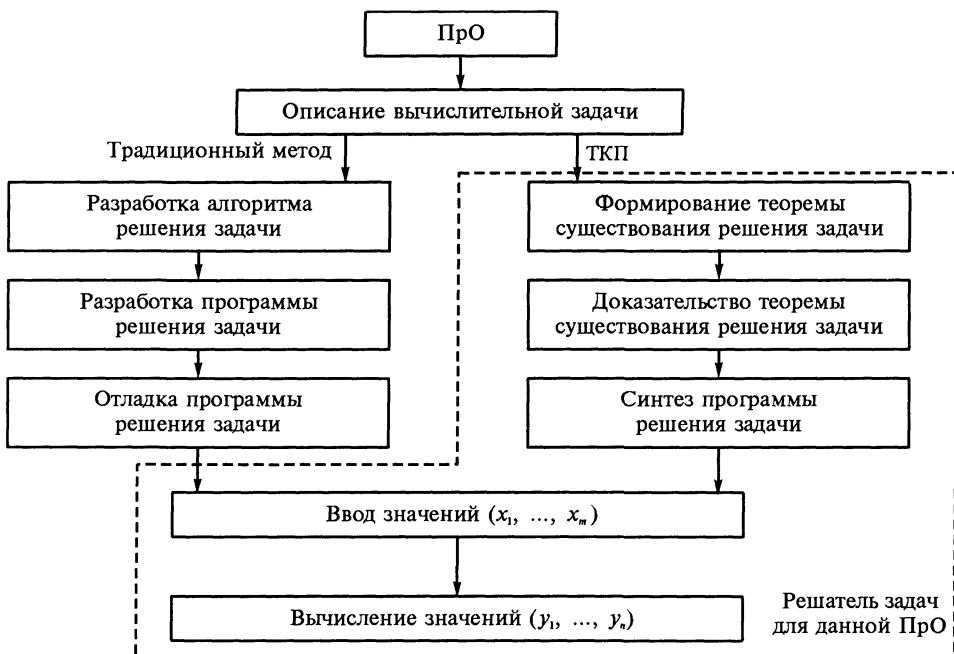 ПрО
Описание вычислительной задачи
Традиционный метод
ТКП
Разработка алгоритма
решения задачи
Формирование теоремы
существования решения задачи
Разработка программы
решения задачи
Доказательство теоремы
существования решения задачи
Отладка программы
решения задачи
Синтез программы
решения задачи
Ввод значений (x₁, ..., xₘ)
Вычисление значений (y₁, ..., yₙ)
Решатель задач
для данной ПрО